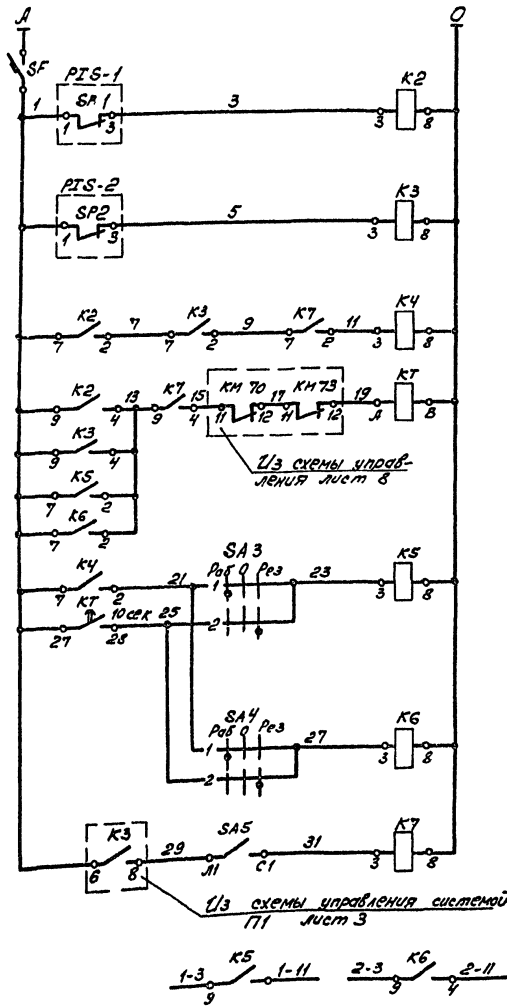 А О
SF
PIS-1
1 SP1 3 K2
1 3 3 8
PIS-2
SP2 5 K3
1 3 3 8
K2 7 K3 9 K7 11 K4
7 2 7 2 7 2 3 8
K2 13 K7 15 KM70 17 KM73 19 KT
9 4 9 4 11 12 11 12 A B
K3
9 4
Из схемы управ-
ления лист 8
K5
7 2
K6
7 2
SA3
K4 21 Раб О Рез 23 K5
7 2 1 3 8
KT 10сек 25
27 28 2
SA4
Раб О Рез 27 K6
1 3 8
2
K3 29 SA5 31 K7
6 8 Л1 С1 3 8
Из схемы управления системой
П1 лист 3
1-3 K5 1-11 2-3 K6 2-11
9 9 4